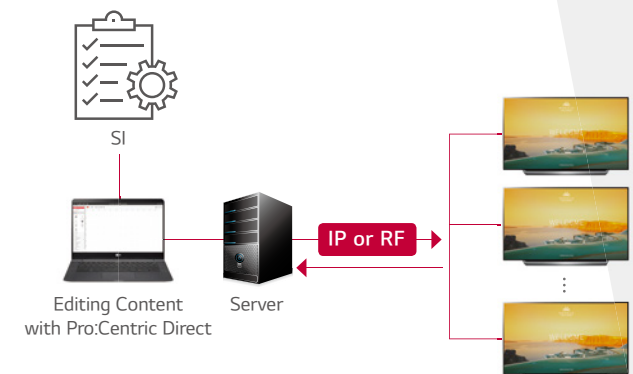 SI
IP or RF
Editing Content
with Pro:Centric Direct
Server